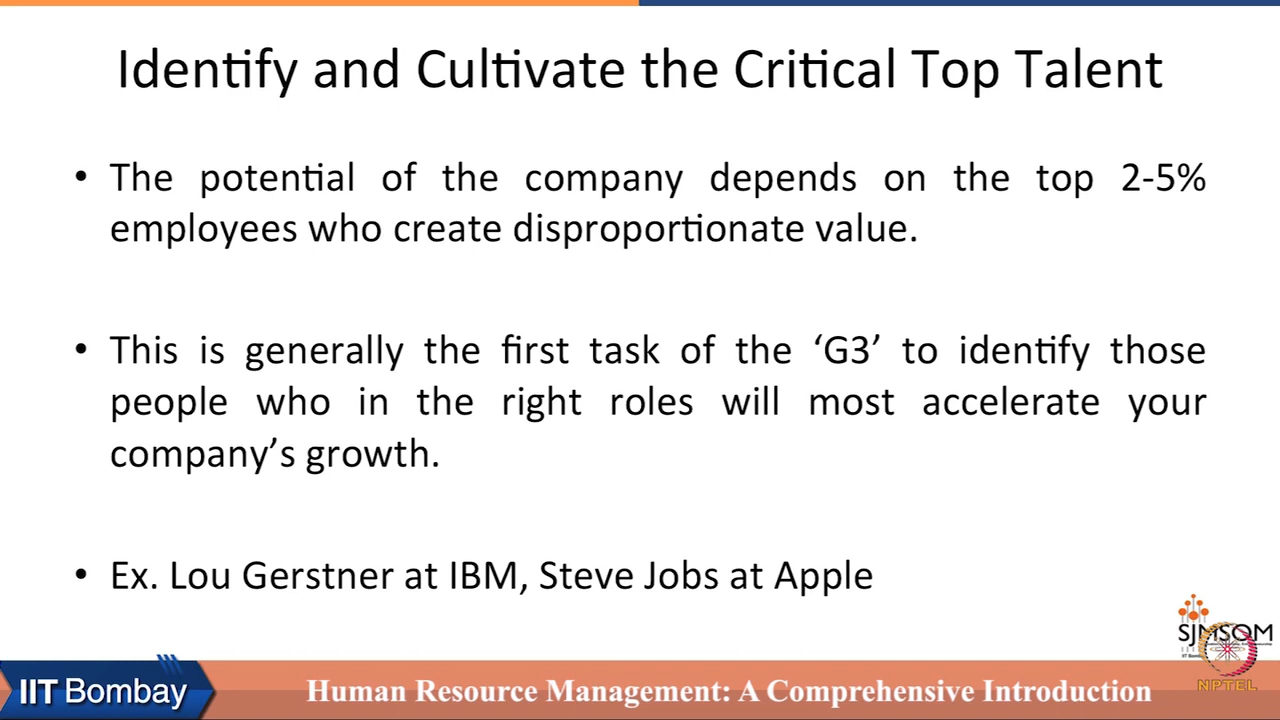 Identify and Cultivate the Critical Top Talent
• The potential of the company depends on the top 2-5%
employees who create disproportionate value.
• This is generally the first task of the ‘G3’ to identify those
people who in the right roles will most accelerate your
company’s growth.
• Ex. Lou Gerstner at IBM, Steve Jobs at Apple
SJMSOM
IIT Bombay
Human Resource Management: A Comprehensive Introduction
NPTEL